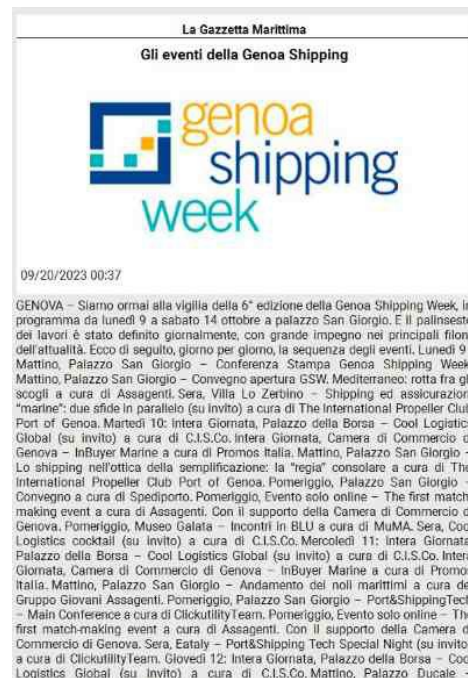 La Gazzetta Marittima
Gli eventi della Genoa Shipping
genoa
shipping
week
09/20/2023 00:37
GENOVA – Siamo ormai alla vigilia della 6° edizione della Genoa Shipping Week, in
programma da lunedì 9 a sabato 14 ottobre a palazzo San Giorgio. E il palinsesto
dei lavori è stato definito giornalmente, con grande impegno nei principali filoni
dell'attualità. Ecco di seguito, giorno per giorno, la sequenza degli eventi. Lunedì 9:
Mattino, Palazzo San Giorgio – Conferenza Stampa Genoa Shipping Week.
Mattino, Palazzo San Giorgio – Convegno apertura GSW. Mediterraneo: rotta fra gli
scogli a cura di Assagenti. Sera, Villa Lo Zerbino – Shipping ed assicurazioni
“marine”: due sfide in parallelo (su invito) a cura di The International Propeller Club
Port of Genoa. Martedì 10: Intera Giornata, Palazzo della Borsa – Cool Logistics
Global (su invito) a cura di C.I.S.Co. Intera Giornata, Camera di Commercio di
Genova – InBuyer Marine a cura di Promos Italia. Mattino, Palazzo San Giorgio –
Lo shipping nell'ottica della semplificazione: la “regia” consolare a cura di The
International Propeller Club Port of Genoa. Pomeriggio, Palazzo San Giorgio –
Convegno a cura di Spediporto. Pomeriggio, Evento solo online – The first match-
making event a cura di Assagenti. Con il supporto della Camera di Commercio di
Genova. Pomeriggio, Museo Galata – Incontri in BLU a cura di MuMA. Sera, Cool
Logistics cocktail (su invito) a cura di C.I.S.Co. Mercoledì 11: Intera Giornata,
Palazzo della Borsa – Cool Logistics Global (su invito) a cura di C.I.S.Co. Intera
Giornata, Camera di Commercio di Genova – InBuyer Marine a cura di Promos
Italia. Mattino, Palazzo San Giorgio – Andamento dei noli marittimi a cura del
Gruppo Giovani Assagenti. Pomeriggio, Palazzo San Giorgio – Port&ShippingTech
– Main Conference a cura di ClickutilityTeam. Pomeriggio, Evento solo online – The
first match-making event a cura di Assagenti. Con il supporto della Camera di
Commercio di Genova. Sera, Eataly – Port&Shipping Tech Special Night (su invito)
a cura di ClickutilityTeam. Giovedì 12: Intera Giornata, Palazzo della Borsa – Cool
Logistics Global (su invito) a cura di C.I.S.Co. Mattino, Palazzo Ducale –